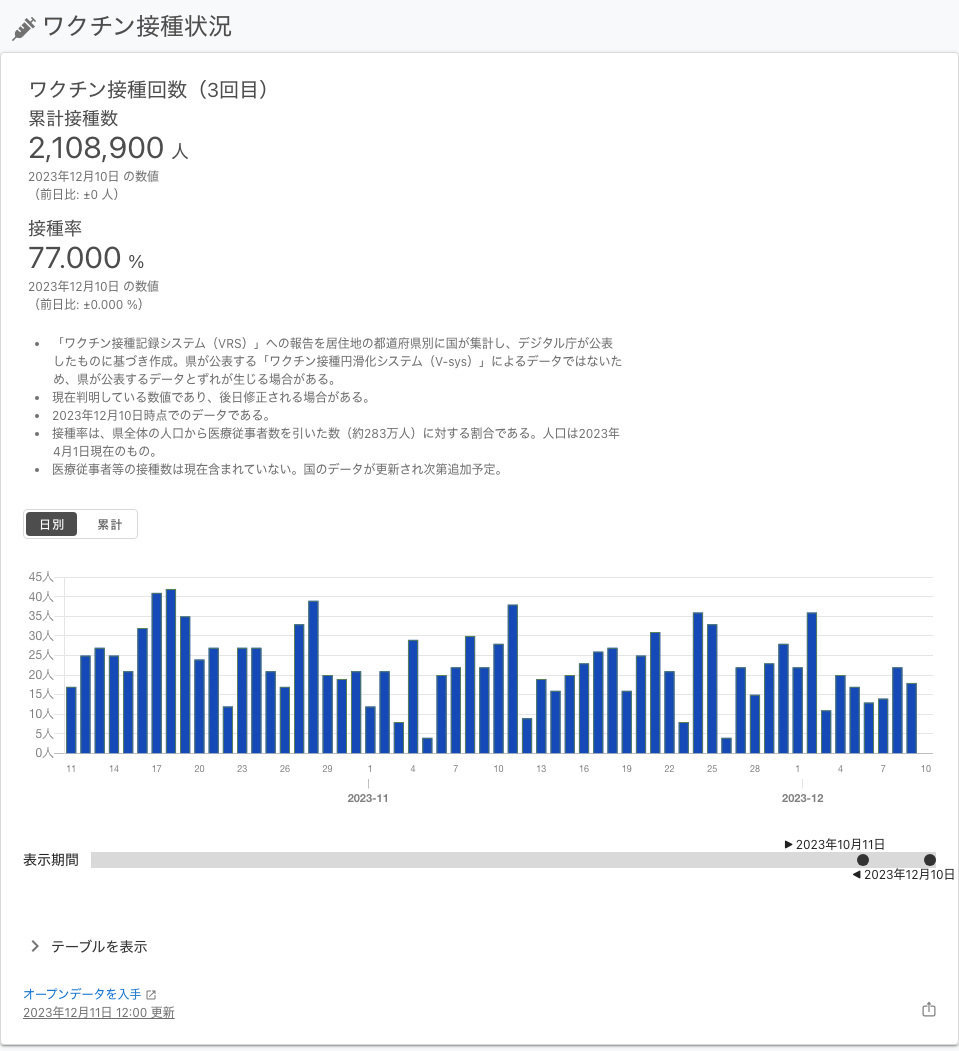 ワクチン接種状況
ワクチン接種回数（3回目）
累計接種数
2,108,900 人
2023年12月10日 の数値
（前日比: ±0 人）
接種率
77.000 %
2023年12月10日 の数値
（前日比: ±0.000 %）
• 「ワクチン接種記録システム（VRS）」への報告を居住地の都道府県別に国が集計し、デジタル庁が公表
したものに基づき作成。県が公表する「ワクチン接種円滑化システム（V-sys）」によるデータではないた
め、県が公表するデータとずれが生じる場合がある。
• 現在判明している数値であり、後日修正される場合がある。
• 2023年12月10日時点でのデータである。
• 接種率は、県全体の人口から医療従事者数を引いた数（約283万人）に対する割合である。人口は2023年
4月1日現在のもの。
• 医療従事者等の接種数は現在含まれていない。国のデータが更新され次第追加予定。
日別 累計
45人
40人
35人
30人
25人
20人
15人
10人
5人
0人
11 14 17 20 23 26 29 1 4 7 10 13 16 19 22 25 28 1 4 7 10
2023-11 2023-12
▶ 2023年10月11日
表示期間
◀ 2023年12月10日
テーブルを表示
オープンデータを入手
2023年12月11日 12:00 更新